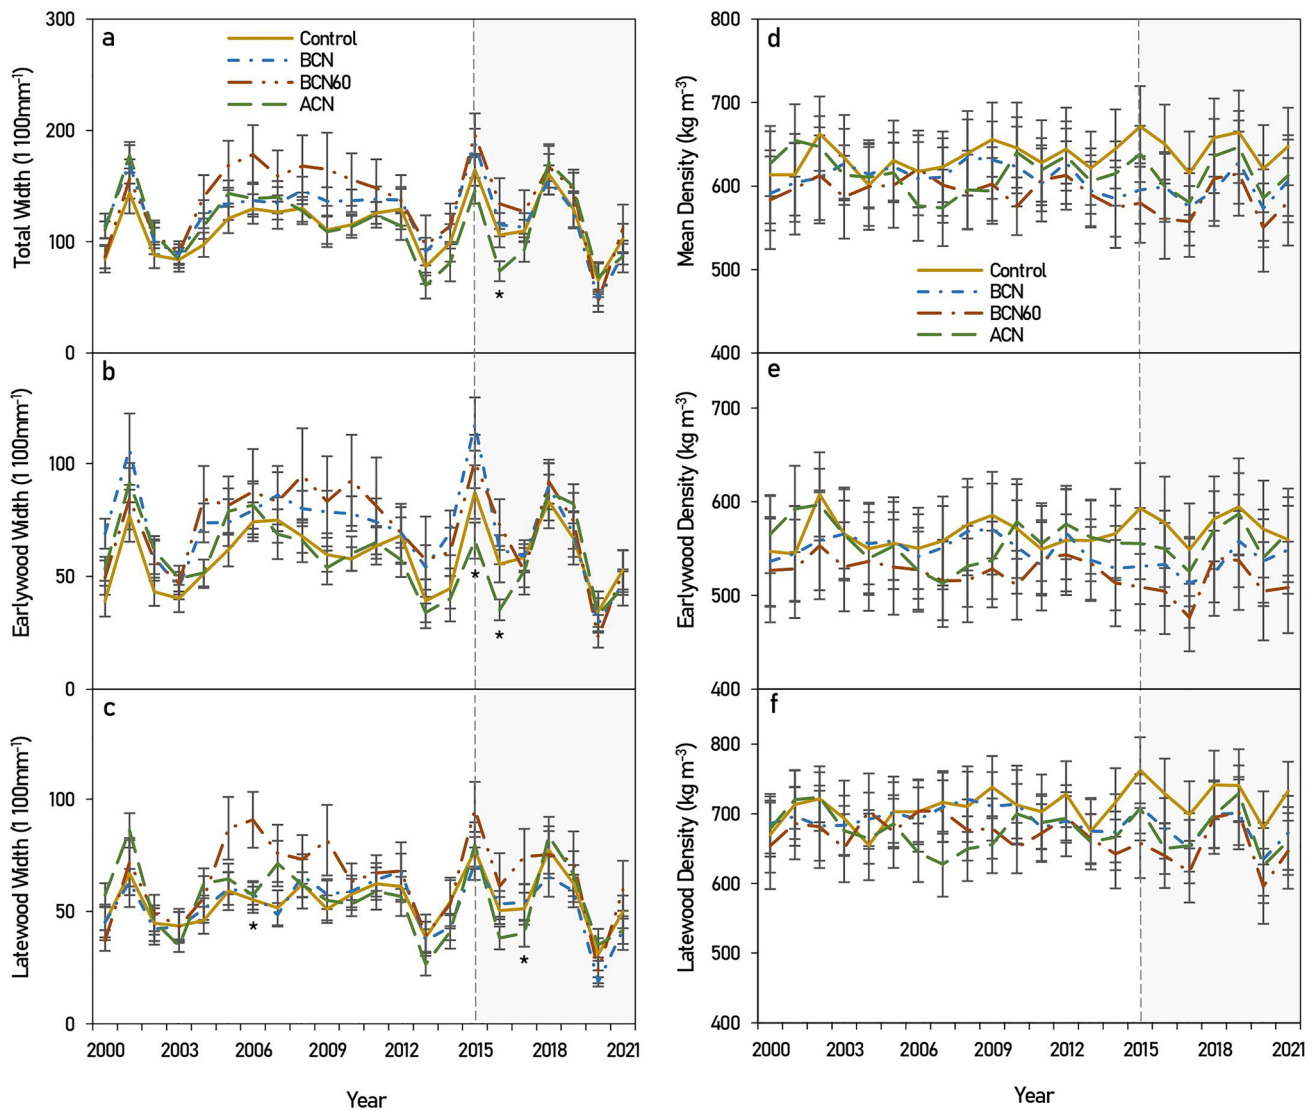 a
Control
BCN
BCN60
ACN
300
200
100
0
Total Width (1 100mm⁻¹)
*
b
100
50
0
Earlywood Width (1 100mm⁻¹)
*
*
c
100
50
0
Latewood Width (1 100mm⁻¹)
*
*
2000 2003 2006 2009 2012 2015 2018 2021
Year
d
800
700
600
500
400
Mean Density (kg m⁻³)
Control
BCN
BCN60
ACN
e
700
600
500
400
Earlywood Density (kg m⁻³)
f
800
700
600
500
400
Latewood Density (kg m⁻³)
2000 2003 2006 2009 2012 2015 2018 2021
Year